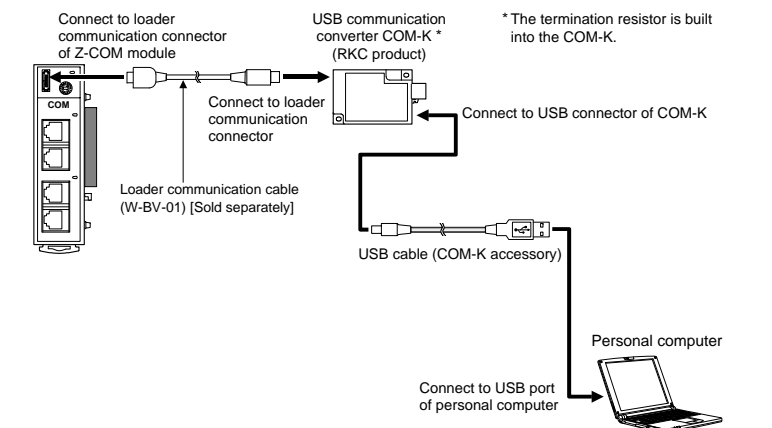 Connect to loader
communication connector
of Z-COM module
USB communication
converter COM-K *
(RKC product)
* The termination resistor is built
into the COM-K.
COM
Connect to loader
communication
connector
Connect to USB connector of COM-K
Loader communication cable
(W-BV-01) [Sold separately]
USB cable (COM-K accessory)
Personal computer
Connect to USB port
of personal computer